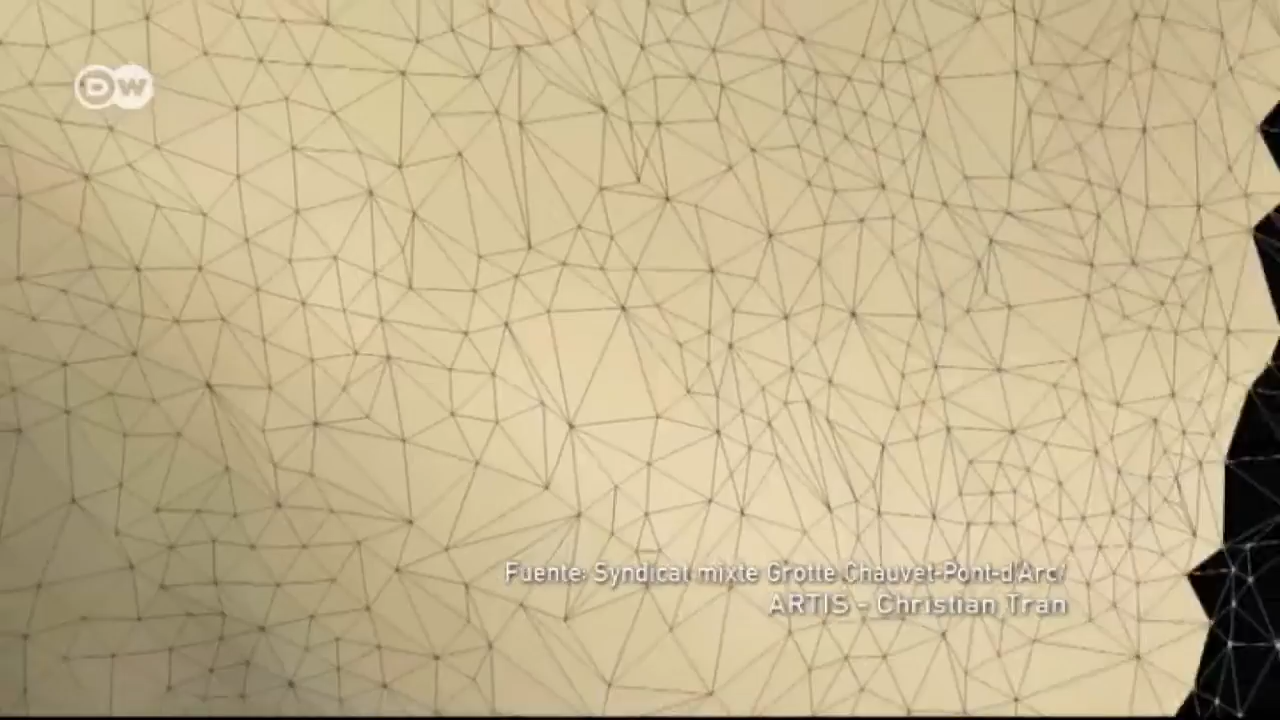 DW
Fuente: Syndicat mixte Grotte Chauvet-Pont-d'Arc/
ARTIS - Christian Tran